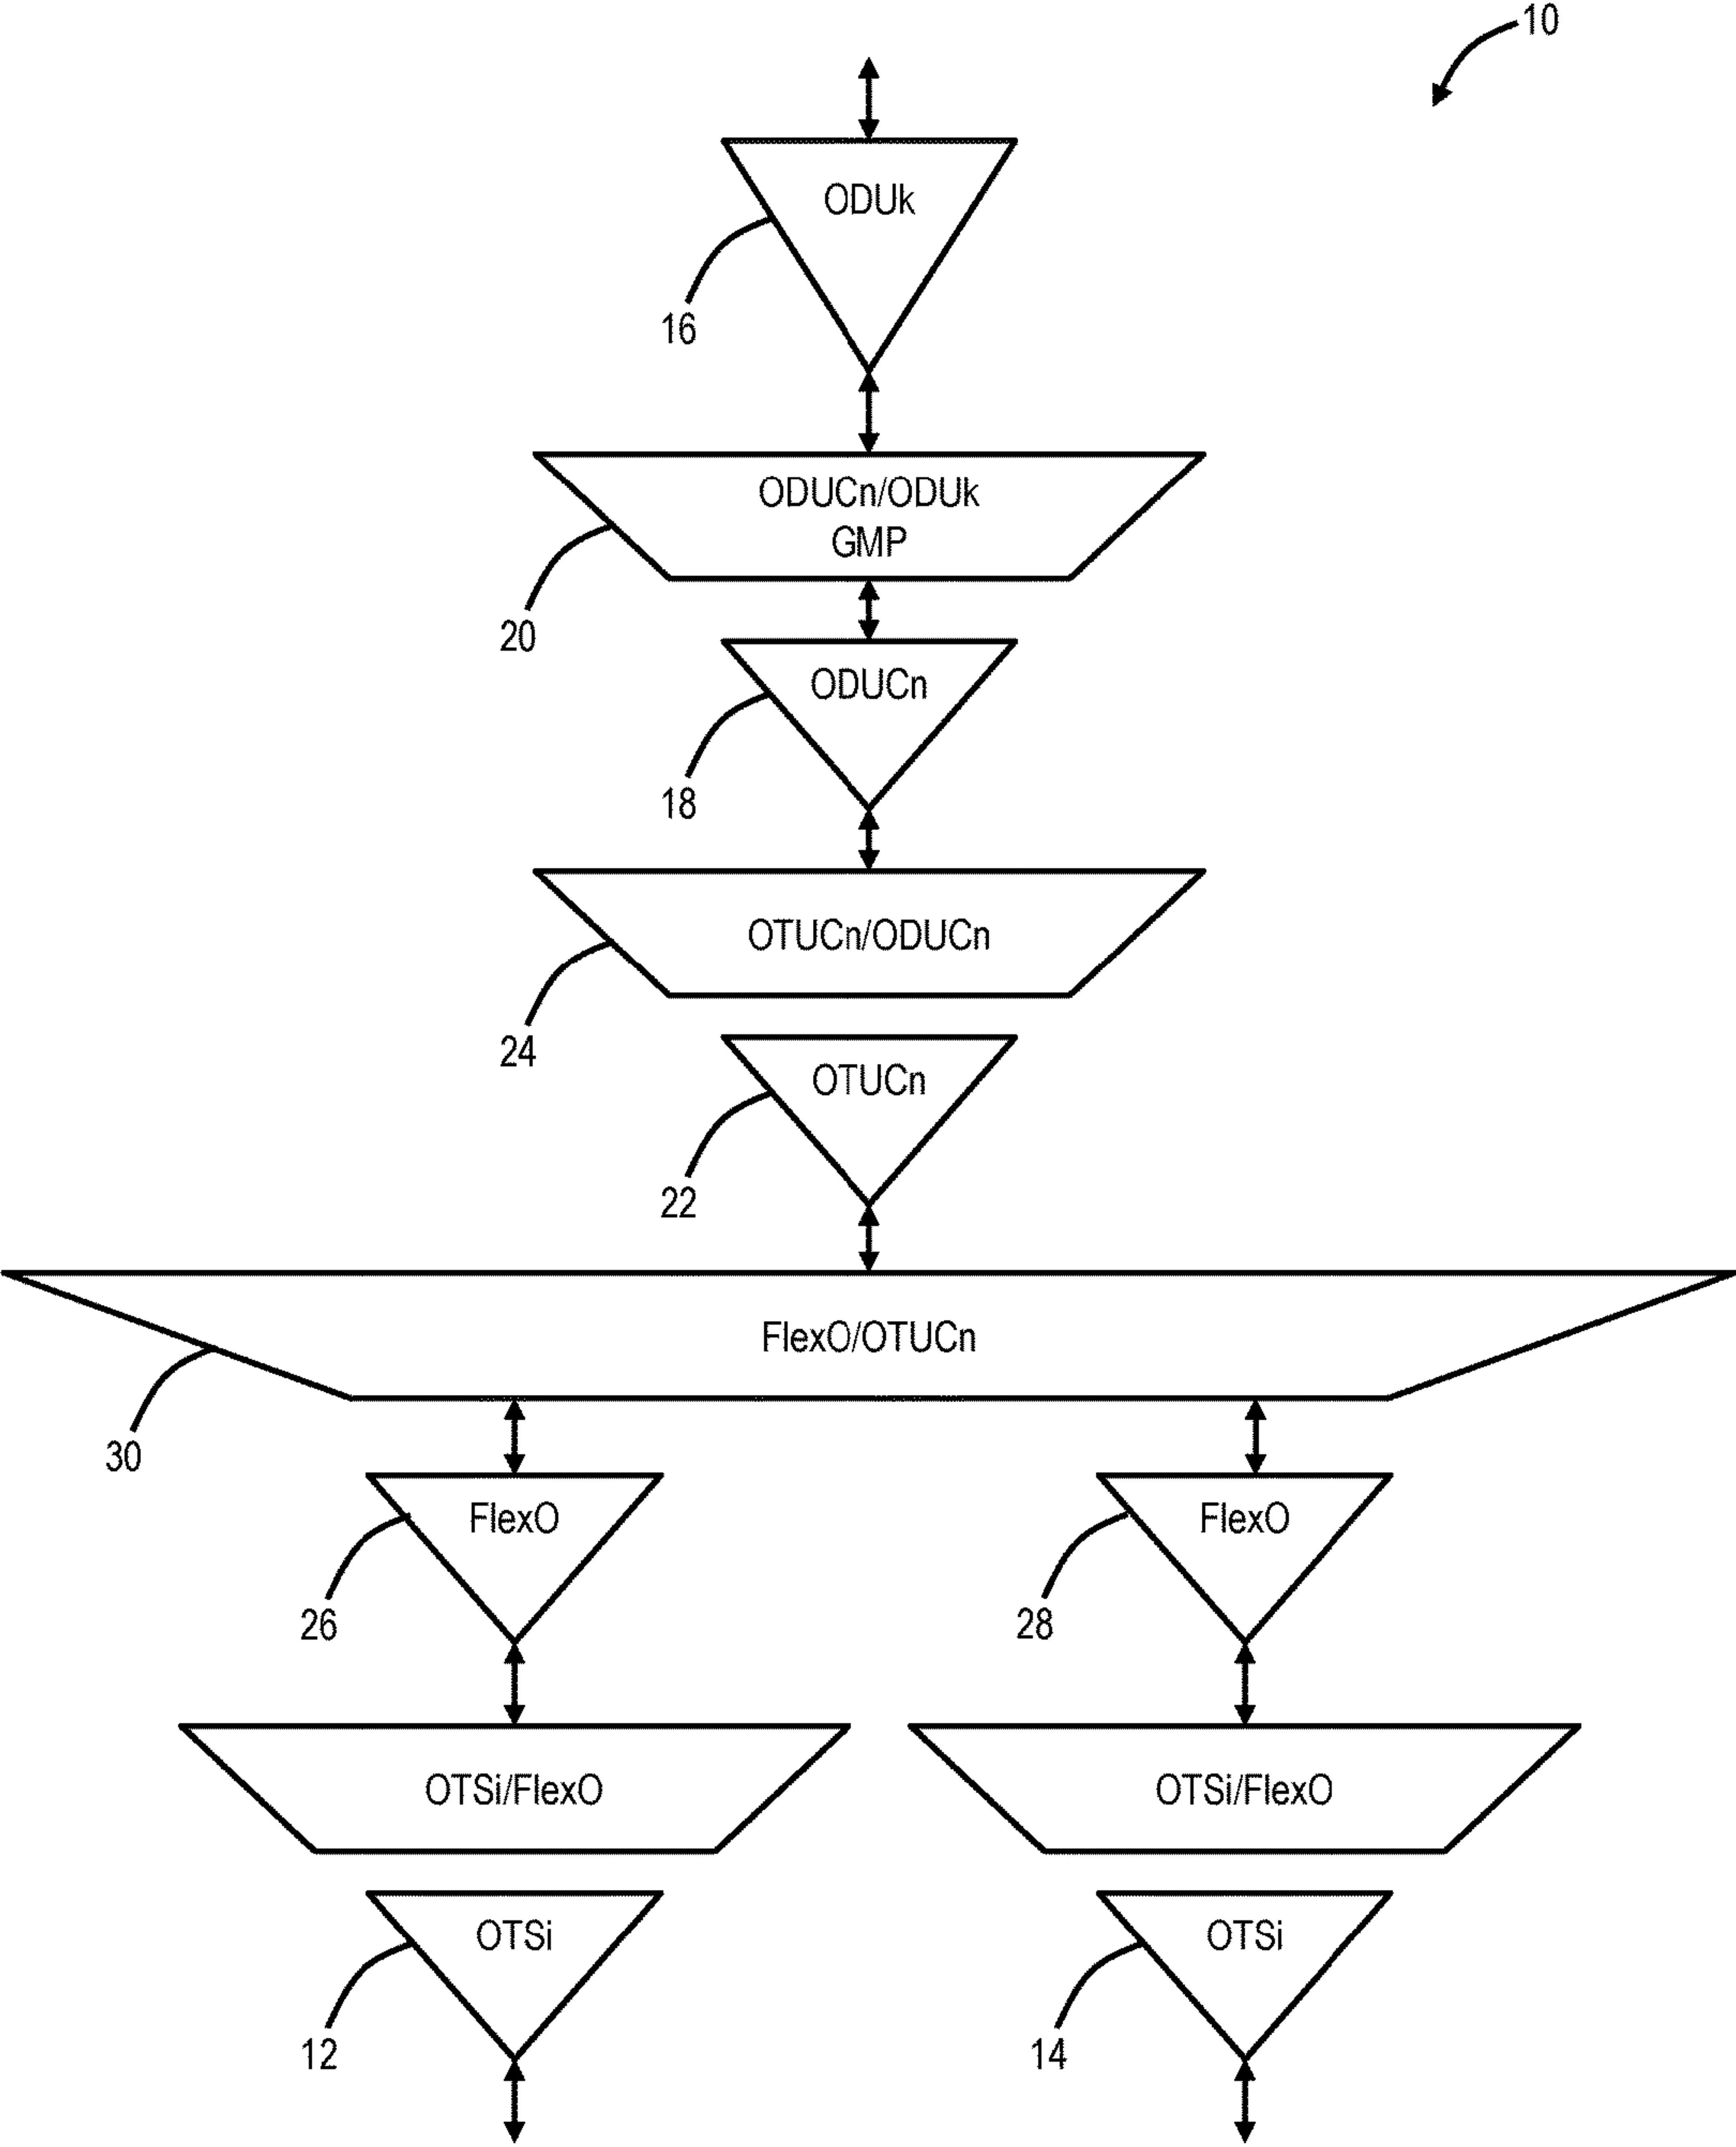 10
ODUk
16
ODUCn/ODUk
GMP
20
ODUCn
18
OTUCn/ODUCn
24
OTUCn
22
FlexO/OTUCn
30
FlexO
FlexO
26
28
OTSi/FlexO
OTSi/FlexO
OTSi
OTSi
12
14